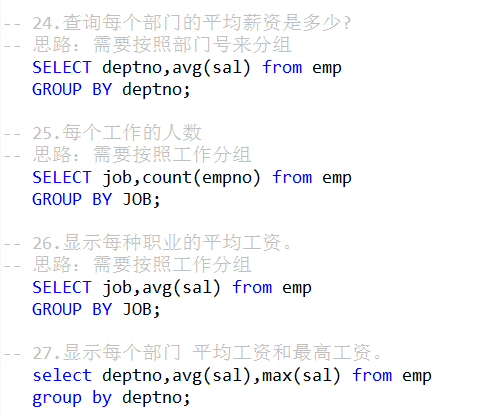 -- 24.查询每个部门的平均薪资是多少?
-- 思路：需要按照部门号来分组
SELECT deptno,avg(sal) from emp
GROUP BY deptno;
-- 25.每个工作的人数
-- 思路：需要按照工作分组
SELECT job,count(empno) from emp
GROUP BY JOB;
-- 26.显示每种职业的平均工资。
-- 思路：需要按照工作分组
SELECT job,avg(sal) from emp
GROUP BY JOB;
-- 27.显示每个部门 平均工资和最高工资。
select deptno,avg(sal),max(sal) from emp
group by deptno;